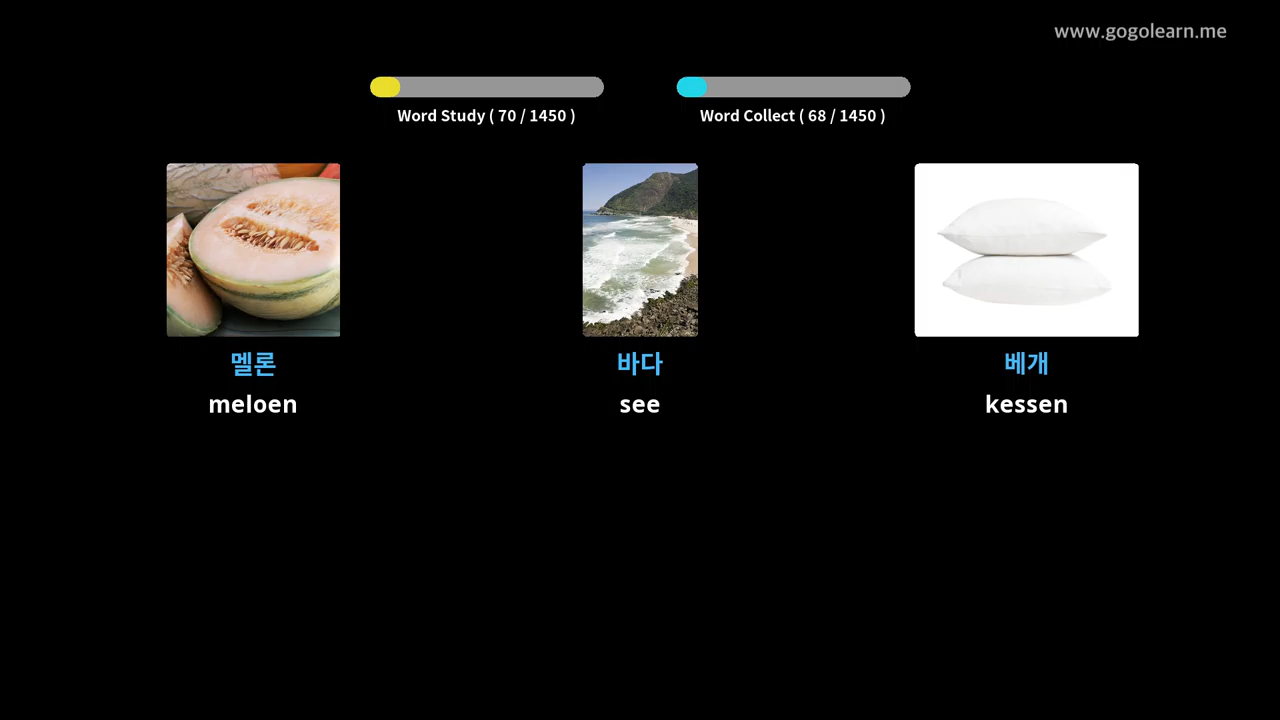 www.gogolearn.me
Word Study ( 70 / 1450 )
Word Collect ( 68 / 1450 )
멜론
바다
베개
meloen
see
kessen